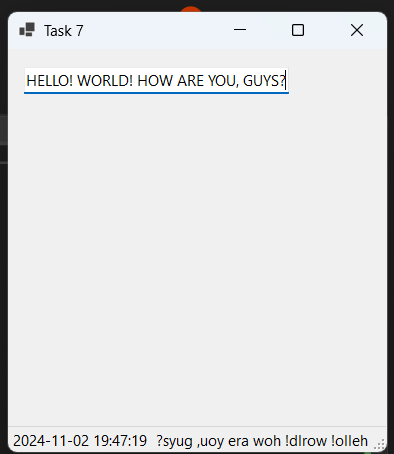 Task 7
HELLO! WORLD! HOW ARE YOU, GUYS?
2024-11-02 19:47:19 ?syug ,uoy era woh !dlrow !olleh